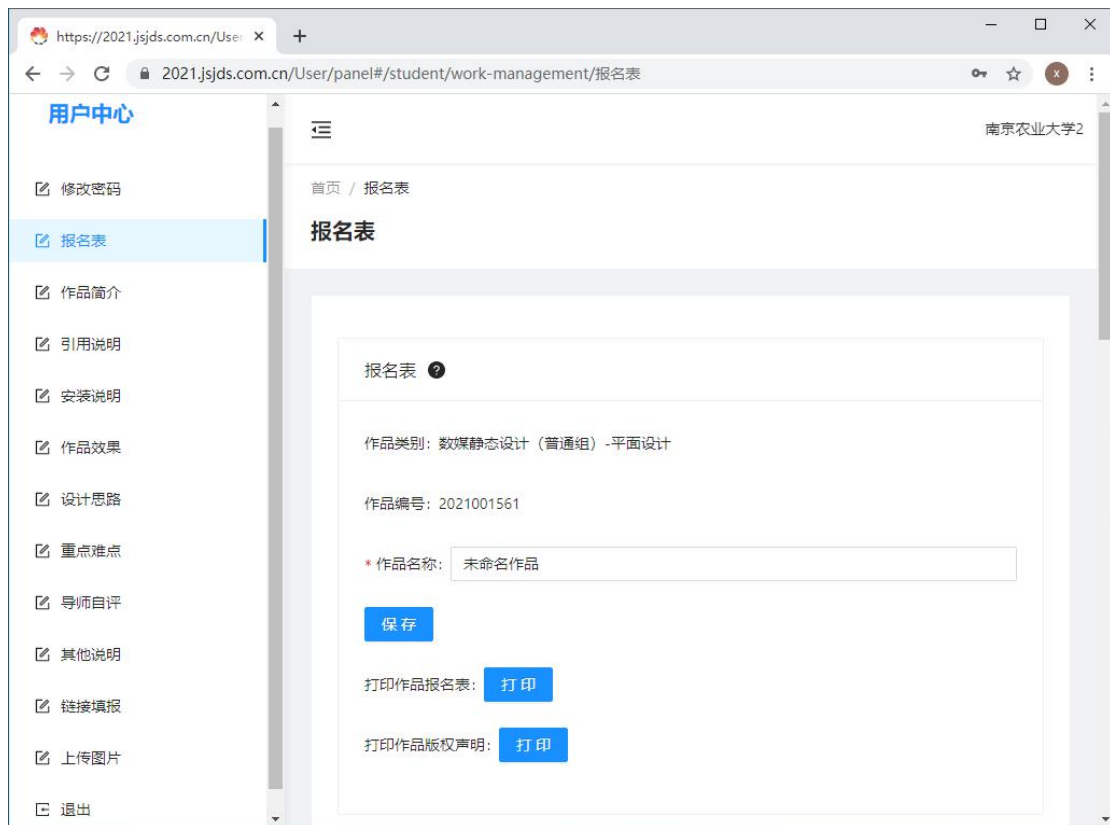 https://2021.jsjds.com.cn/User
2021.jsjds.com.cn/User/panel#/student/work-management/报名表
X
用户中心
南京农业大学2
修改密码
报名表
作品简介
引用说明
安装说明
作品效果
设计思路
重点难点
导师自评
其他说明
链接填报
上传图片
退出
首页 / 报名表
报名表
报名表 ?
作品类别：数媒静态设计（普通组）-平面设计
作品编号：2021001561
* 作品名称： 未命名作品
保存
打印作品报名表： 打印
打印作品版权声明： 打印